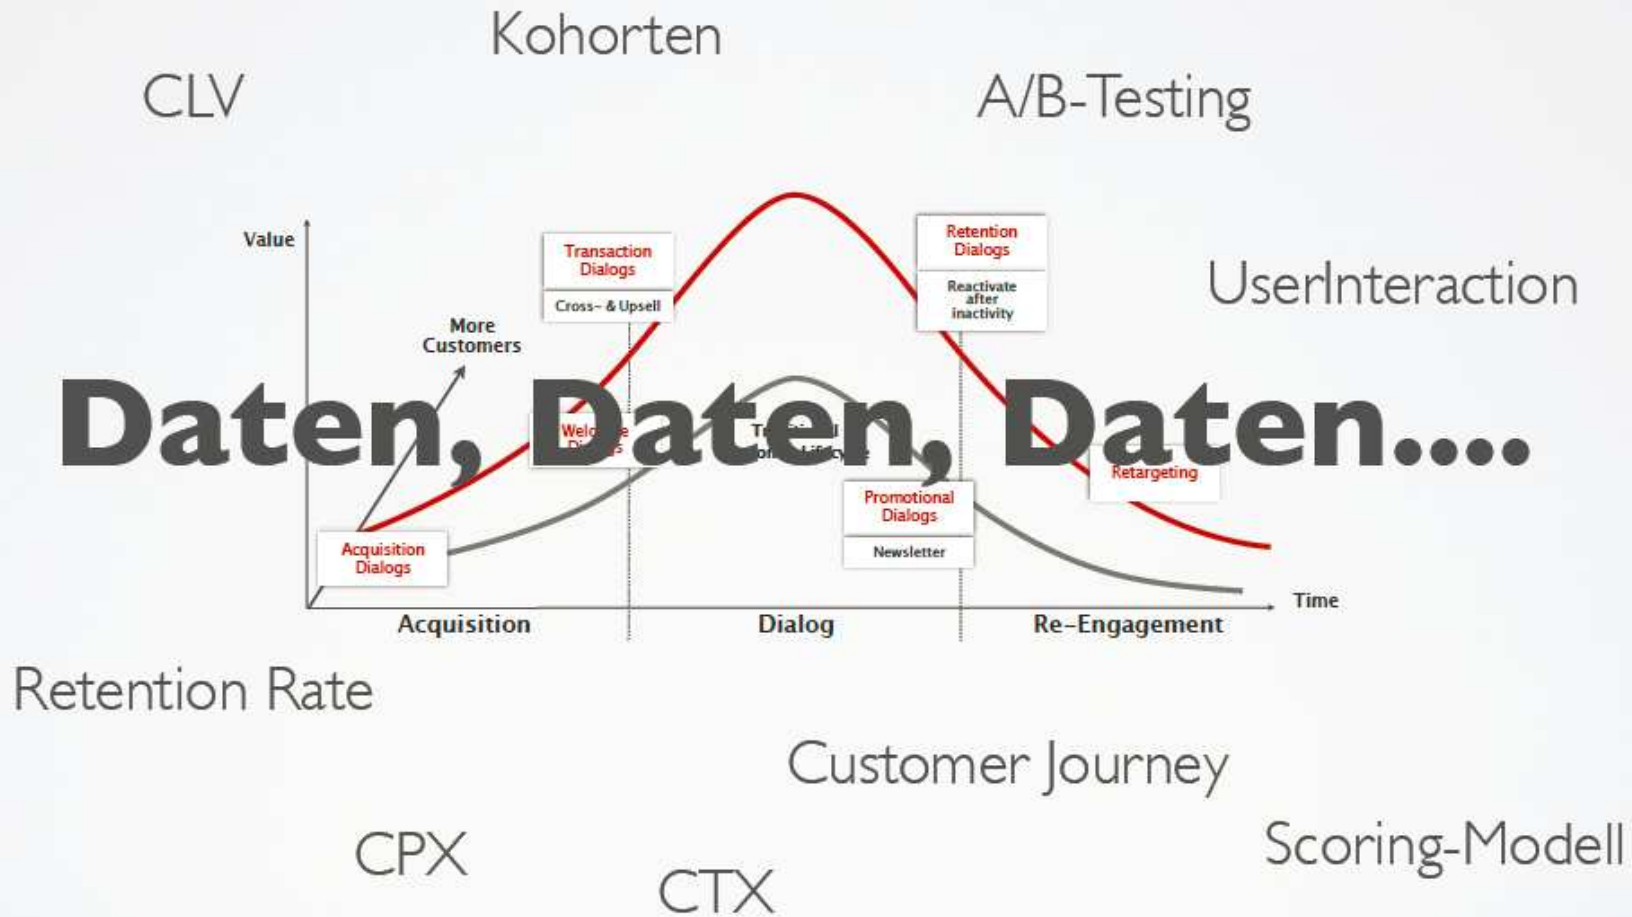 Kohorten
CLV
A/B-Testing
Value
Transaction
Dialogs
Cross- & Upsell
Retention
Dialogs
Reactivate
after
inactivity
UserInteraction
More
Customers
Daten, Daten, Daten....
Retargeting
Promotional
Dialogs
Newsletter
Acquisition
Dialogs
Time
Acquisition
Dialog
Re-Engagement
Retention Rate
Customer Journey
CPX
CTX
Scoring-Modell